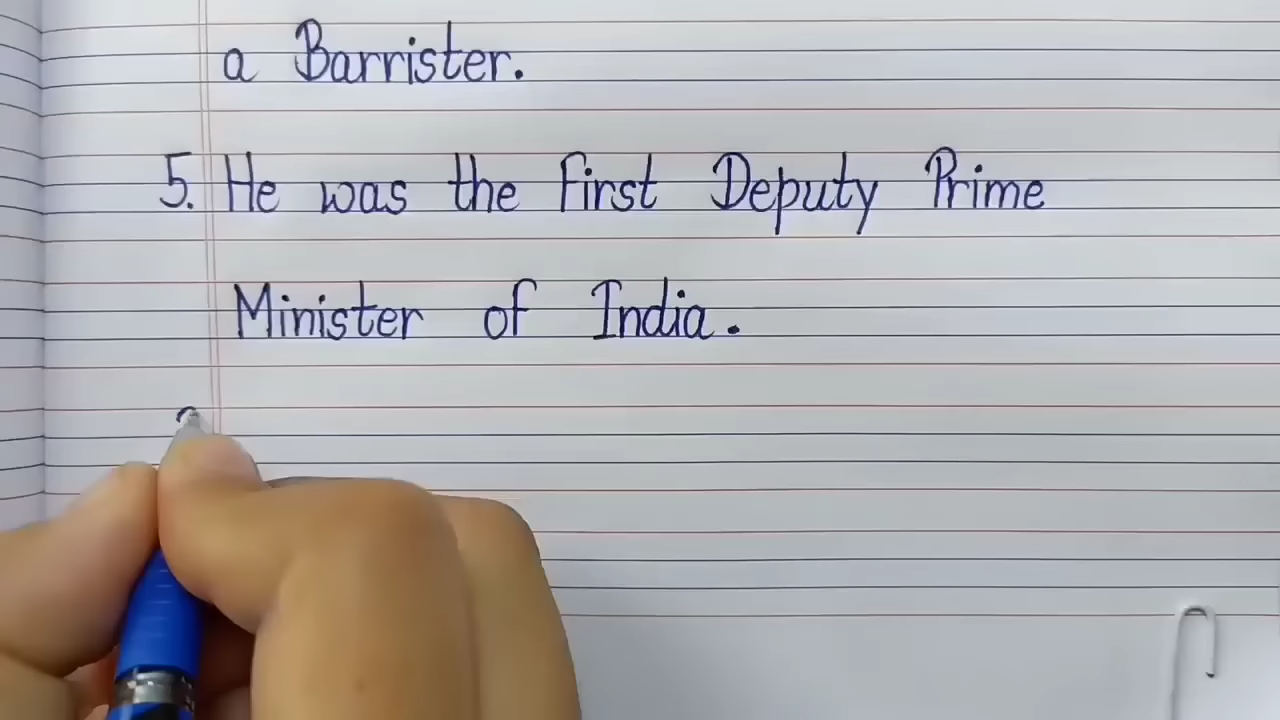 a Barrister.
5. He was the first Deputy Prime
Minister of India.